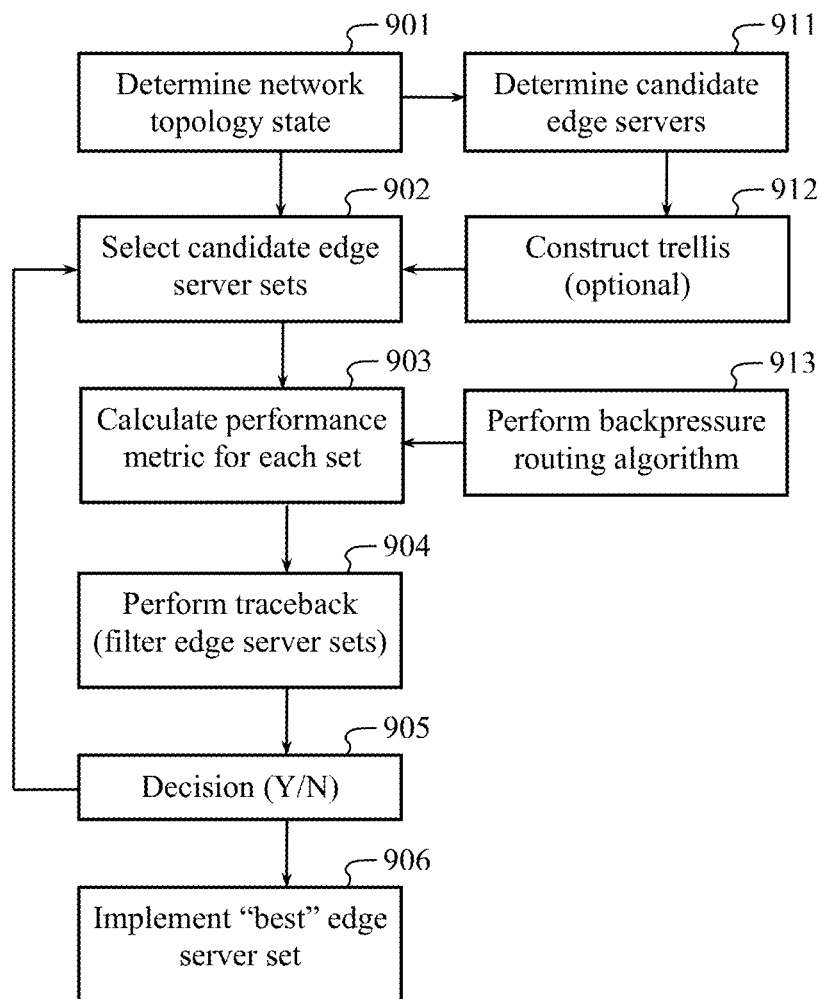 901
Determine network
topology state
911
Determine candidate
edge servers
902
Select candidate edge
server sets
912
Construct trellis
(optional)
903
Calculate performance
metric for each set
913
Perform backpressure
routing algorithm
904
Perform traceback
(filter edge server sets)
905
Decision (Y/N)
906
Implement “best” edge
server set